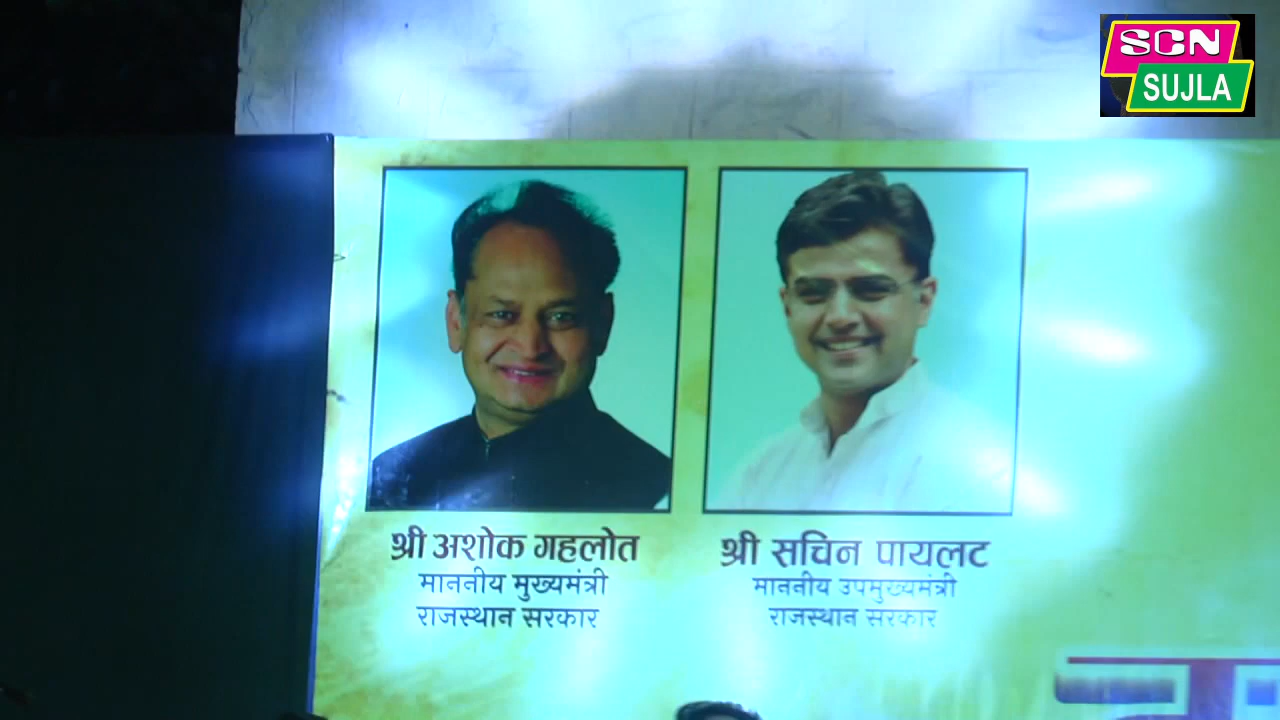 SCN
SUJLA
श्री अशोक गहलोत
माननीय मुख्यमंत्री
राजस्थान सरकार
श्री सचिन पायलट
माननीय उपमुख्यमंत्री
राजस्थान सरकार